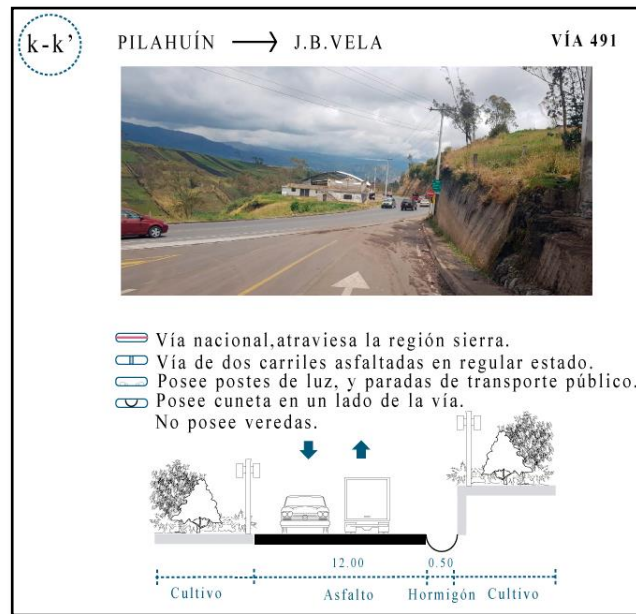 k-k’
PILAHUÍN → J.B.VELA
VÍA 491
Vía nacional,atraviesa la región sierra.
Vía de dos carriles asfaltadas en regular estado.
Posee postes de luz, y paradas de transporte público.
Posee cuneta en un lado de la vía.
No posee veredas.
12.00 0.50
Cultivo Asfalto Hormigón Cultivo